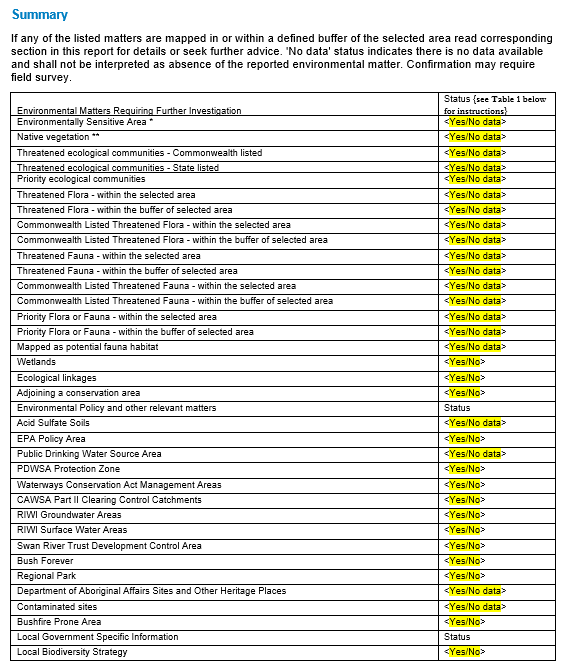 Summary
If any of the listed matters are mapped in or within a defined buffer of the selected area read corresponding
section in this report for details or seek further advice. 'No data' status indicates there is no data available
and shall not be interpreted as absence of the reported environmental matter. Confirmation may require
field survey.
Status {see Table 1 below
Environmental Matters Requiring Further Investigation for instructions}
Environmentally Sensitive Area * <Yes/No data>
Native vegetation ** <Yes/No data>
Threatened ecological communities - Commonwealth listed <Yes/No data>
Threatened ecological communities - State listed <Yes/No data>
Priority ecological communities <Yes/No data>
Threatened Flora - within the selected area <Yes/No data>
Threatened Flora - within the buffer of selected area <Yes/No data>
Commonwealth Listed Threatened Flora - within the selected area <Yes/No data>
Commonwealth Listed Threatened Flora - within the buffer of selected area <Yes/No data>
Threatened Fauna - within the selected area <Yes/No data>
Threatened Fauna - within the buffer of selected area <Yes/No data>
Commonwealth Listed Threatened Fauna - within the selected area <Yes/No data>
Commonwealth Listed Threatened Fauna - within the buffer of selected area <Yes/No data>
Priority Flora or Fauna - within the selected area <Yes/No data>
Priority Flora or Fauna - within the buffer of selected area <Yes/No data>
Mapped as potential fauna habitat <Yes/No data>
Wetlands <Yes/No>
Ecological linkages <Yes/No>
Adjoining a conservation area <Yes/No>
Environmental Policy and other relevant matters Status
Acid Sulfate Soils <Yes/No data>
EPA Policy Area <Yes/No>
Public Drinking Water Source Area <Yes/No data>
PDWSA Protection Zone <Yes/No>
Waterways Conservation Act Management Areas <Yes/No>
CAWSA Part II Clearing Control Catchments <Yes/No>
RIWI Groundwater Areas <Yes/No>
RIWI Surface Water Areas <Yes/No>
Swan River Trust Development Control Area <Yes/No>
Bush Forever <Yes/No>
Regional Park <Yes/No>
Department of Aboriginal Affairs Sites and Other Heritage Places <Yes/No data>
Contaminated sites <Yes/No data>
Bushfire Prone Area <Yes/No>
Local Government Specific Information Status
Local Biodiversity Strategy <Yes/No>